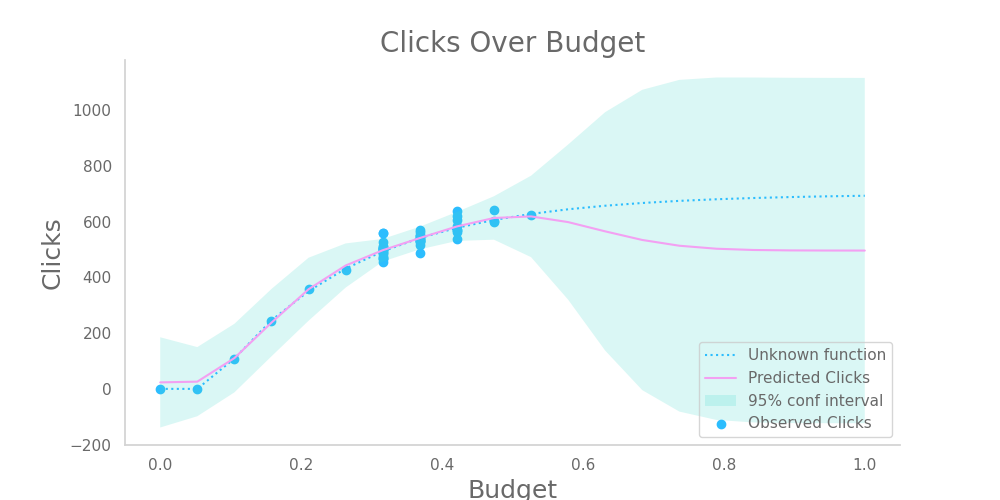 Clicks Over Budget
Clicks
1000
800
600
400
200
0
−200
0.0 0.2 0.4 0.6 0.8 1.0
Budget
Unknown function
Predicted Clicks
95% conf interval
Observed Clicks